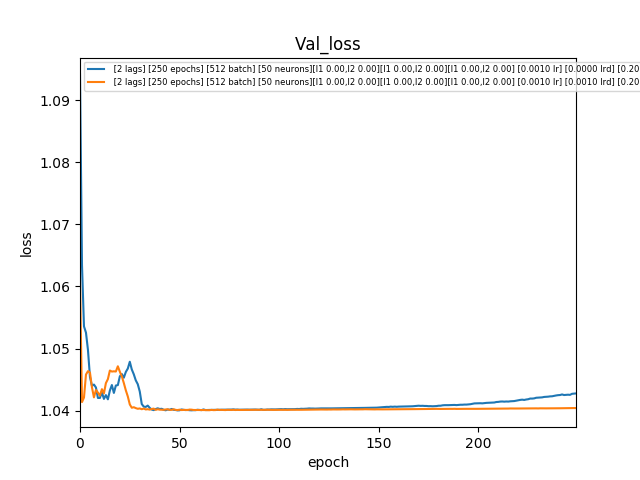 Val_loss
[2 lags] [250 epochs] [512 batch] [50 neurons][l1 0.00,l2 0.00][l1 0.00,l2 0.00][l1 0.00,l2 0.00] [0.0010 lr] [0.0000 lrd] [0.20
[2 lags] [250 epochs] [512 batch] [50 neurons][l1 0.00,l2 0.00][l1 0.00,l2 0.00][l1 0.00,l2 0.00] [0.0010 lr] [0.0010 lrd] [0.20
1.09
1.08
1.07
1.06
1.05
1.04
loss
0 50 100 150 200
epoch